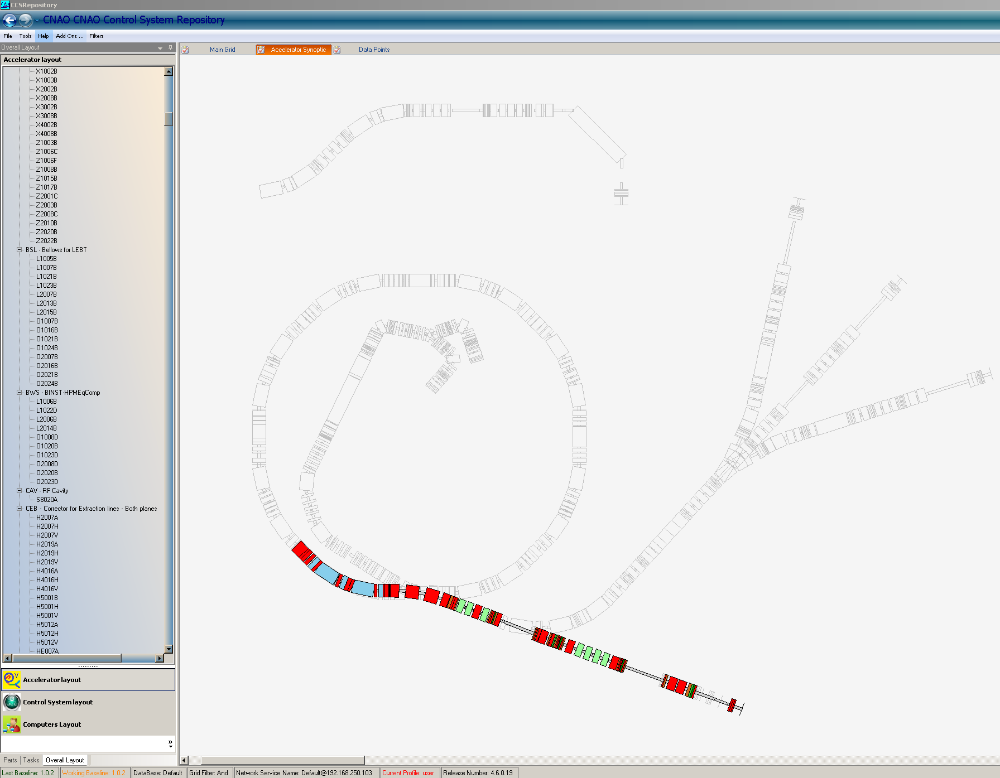 CCSRepository
CNAO CNAO Control System Repository
File Tools Help Add Ons ... Filters
Overall Layout
Main Grid Accelerator Synoptic Data Points
Accelerator layout
X1002B
X1003B
X2002B
X2008B
X3002B
X3008B
X4002B
X4008B
Z1003B
Z1006C
Z1006F
Z1008B
Z1015B
Z1017B
Z2001C
Z2003B
Z2008C
Z2010B
Z2020B
Z2022B
BSL - Bellows for LEBT
L1005B
L1007B
L1021B
L1023B
L2007B
L2013B
L2015B
O1007B
O1016B
O1021B
O1024B
O2007B
O2016B
O2021B
O2024B
BWS - BINST-HPMEqComp
L1006B
L1022D
L2006B
L2014B
O1008D
O1020B
O1023D
O2008D
O2020B
O2023D
CAV - RF Cavity
S8020A
CEB - Corrector for Extraction lines - Both planes
H2007A
H2007H
H2007V
H2019A
H2019H
H2019V
H4016A
H4016H
H4016V
H5001B
H5001H
H5001V
H5012A
H5012H
H5012V
HE007A
Accelerator layout
Control System layout
Computers Layout
Parts Tasks Overall Layout
Last Baseline: 1.0.2 Working Baseline: 1.0.2 DataBase: Default Grid Filter: And Network Service Name: Default@192.168.250.103 Current Profile: user Release Number: 4.6.0.19